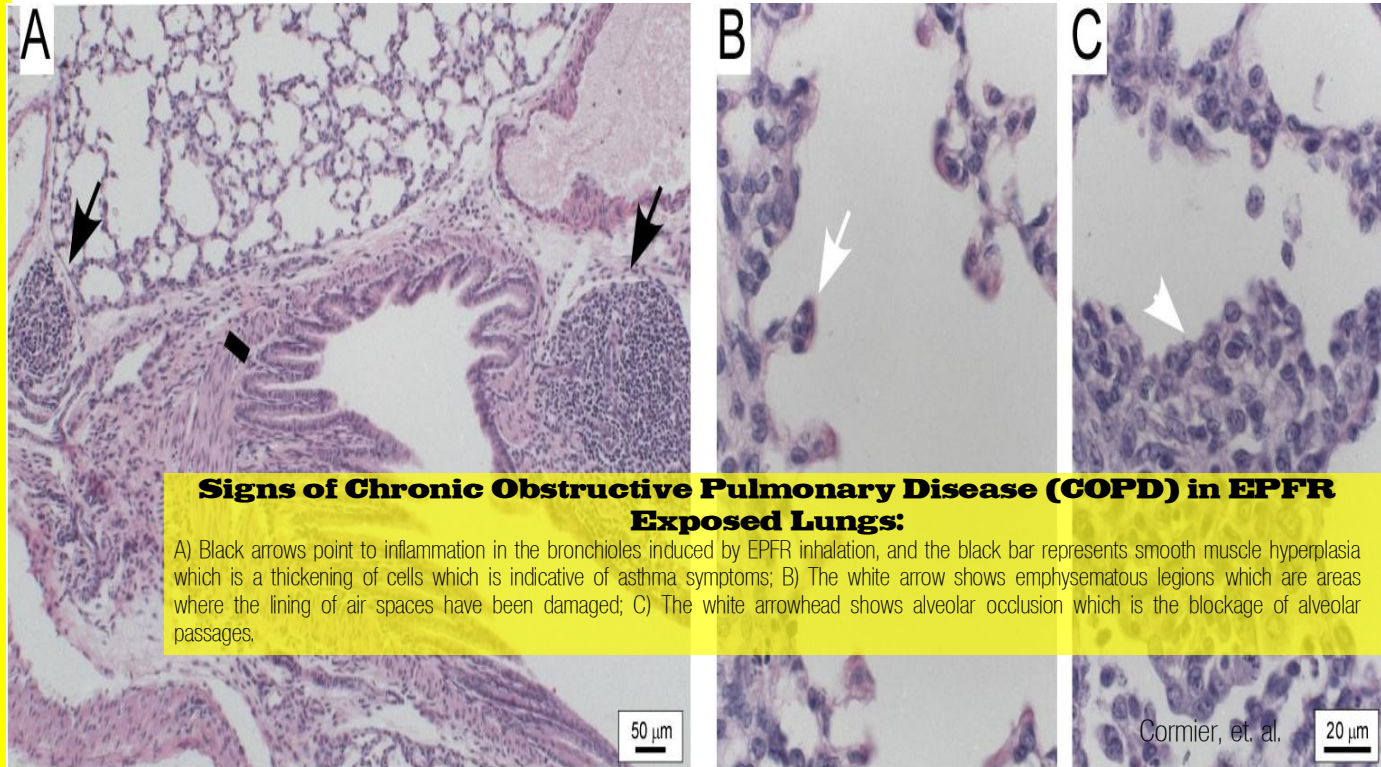 A
B
C
Signs of Chronic Obstructive Pulmonary Disease (COPD) in EPFR
Exposed Lungs:
A) Black arrows point to inflammation in the bronchioles induced by EPFR inhalation, and the black bar represents smooth muscle hyperplasia
which is a thickening of cells which is indicative of asthma symptoms; B) The white arrow shows emphysematous legions which are areas
where the lining of air spaces have been damaged; C) The white arrowhead shows alveolar occlusion which is the blockage of alveolar
passages.
50 μm
Cormier, et. al.
20 μm